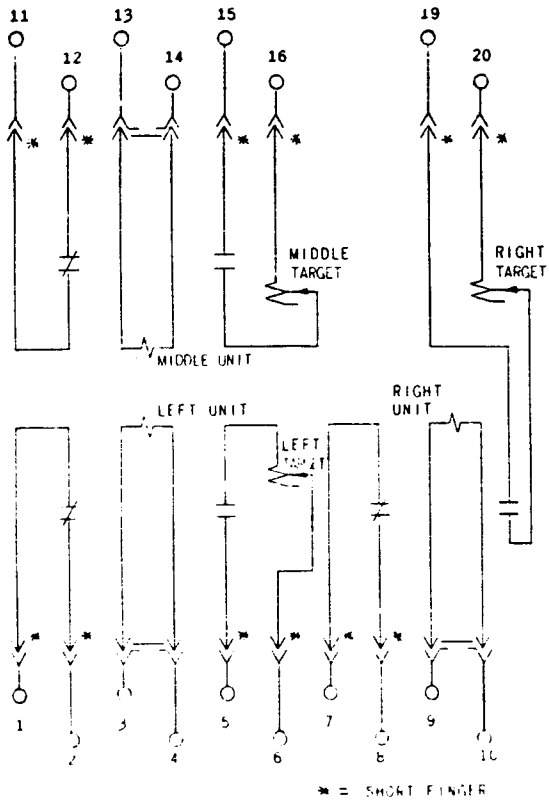 11 13 15 19
12 14 16 20
* * * * * *
MIDDLE TARGET
RIGHT TARGET
MIDDLE UNIT
LEFT UNIT
RIGHT UNIT
LEFT TARGET
* * * * * *
1 3 5 7 9
2 4 6 8 10
* = SHORT FINGER